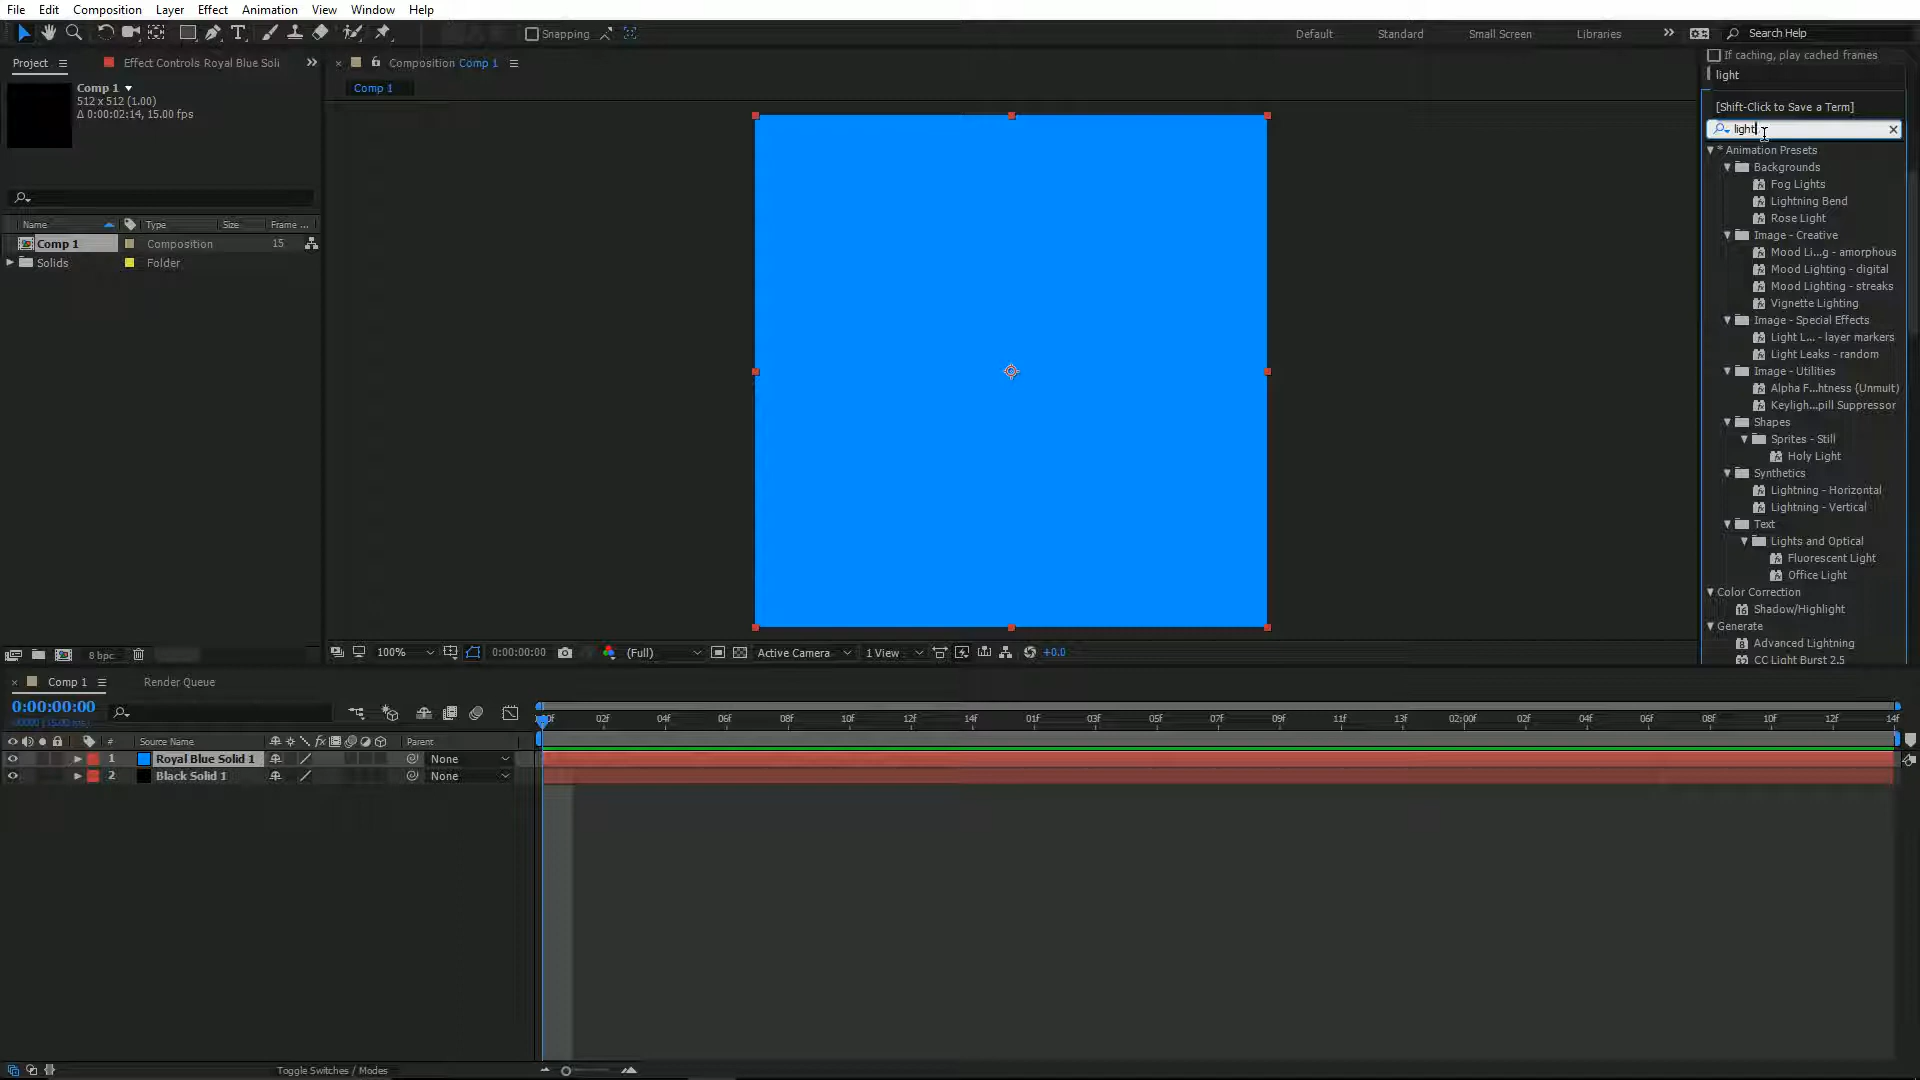 File Edit Composition Layer Effect Animation View Window Help
Snapping
Default Standard Small Screen Libraries
Search Help
Project
Effect Controls Royal Blue Soli
Comp 1
512 x 512 (1.00)
Δ 0:00:02:14, 15.00 fps
Name Type Size Frame ...
Comp 1 Composition 15
Solids Folder
8 bpc
Composition Comp 1
Comp 1
100% 0:00:00:00 (Full) Active Camera 1 View +0.0
If caching, play cached frames
light
[Shift-Click to Save a Term]
light
* Animation Presets
Backgrounds
Fog Lights
Lightning Bend
Rose Light
Image - Creative
Mood Li...g - amorphous
Mood Lighting - digital
Mood Lighting - streaks
Vignette Lighting
Image - Special Effects
Light L... - layer markers
Light Leaks - random
Image - Utilities
Alpha F...htness (Unmult)
Keyligh...pill Suppressor
Shapes
Sprites - Still
Holy Light
Synthetics
Lightning - Horizontal
Lightning - Vertical
Text
Lights and Optical
Fluorescent Light
Office Light
Color Correction
Shadow/Highlight
Generate
Advanced Lightning
CC Light Burst 2.5
Comp 1
Render Queue
0:00:00:00
02f 04f 06f 08f 10f 12f 14f 01f 03f 05f 07f 09f 11f 13f 02:00f 02f 04f 06f 08f 10f 12f 14f
# Source Name fx Parent
1 Royal Blue Solid 1 None
2 Black Solid 1 None
Toggle Switches / Modes